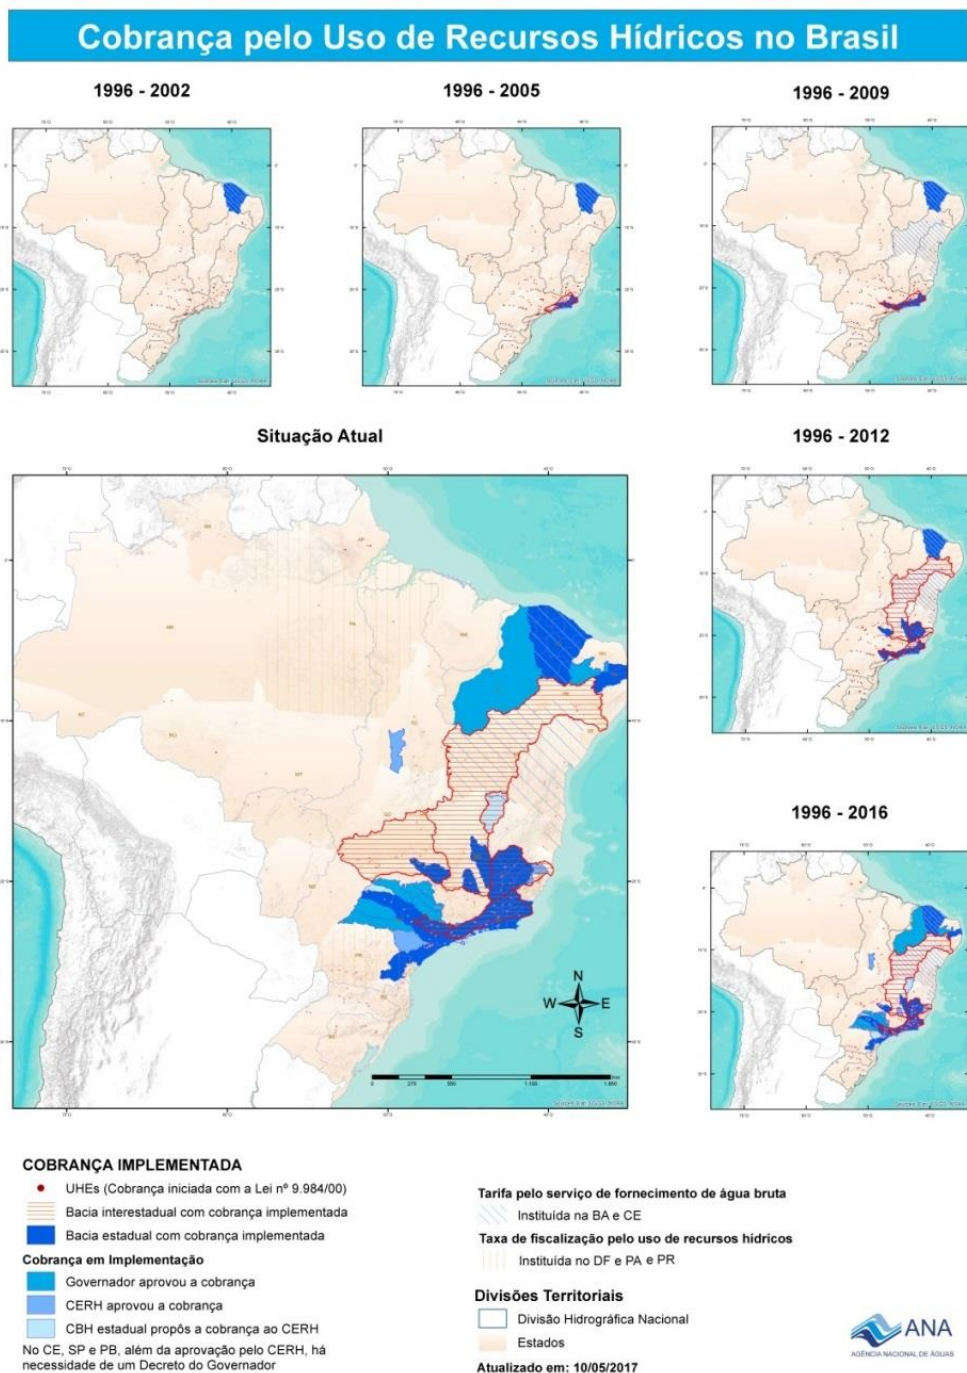 Cobrança pelo Uso de Recursos Hídricos no Brasil
1996 - 2002
1996 - 2005
1996 - 2009
Situação Atual
1996 - 2012
1996 - 2016
N
W E
S
COBRANÇA IMPLEMENTADA
UHEs (Cobrança iniciada com a Lei nº 9.984/00)
Bacia interestadual com cobrança implementada
Bacia estadual com cobrança implementada
Cobrança em Implementação
Governador aprovou a cobrança
CERH aprovou a cobrança
CBH estadual propôs a cobrança ao CERH
No CE, SP e PB, além da aprovação pelo CERH, há
necessidade de um Decreto do Governador
Tarifa pelo serviço de fornecimento de água bruta
Instituída na BA e CE
Taxa de fiscalização pelo uso de recursos hídricos
Instituída no DF e PA e PR
Divisões Territoriais
Divisão Hidrográfica Nacional
Estados
Atualizado em: 10/05/2017
ANA
AGÊNCIA NACIONAL DE ÁGUAS